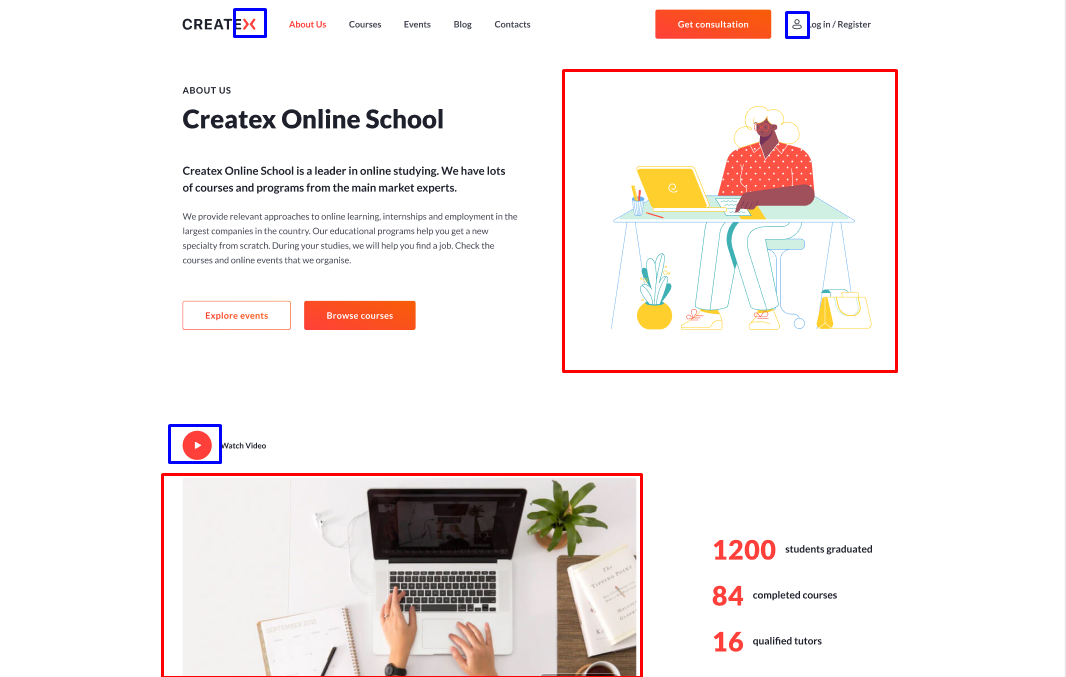 CREATEX
About Us
Courses
Events
Blog
Contacts
Get consultation
Log in / Register
ABOUT US
Createx Online School
Createx Online School is a leader in online studying. We have lots
of courses and programs from the main market experts.
We provide relevant approaches to online learning, internships and employment in the
largest companies in the country. Our educational programs help you get a new
specialty from scratch. During your studies, we will help you find a job. Check the
courses and online events that we organise.
Explore events
Browse courses
Watch Video
SEPTEMBER
The
Tipping Point
1200 students graduated
84 completed courses
16 qualified tutors